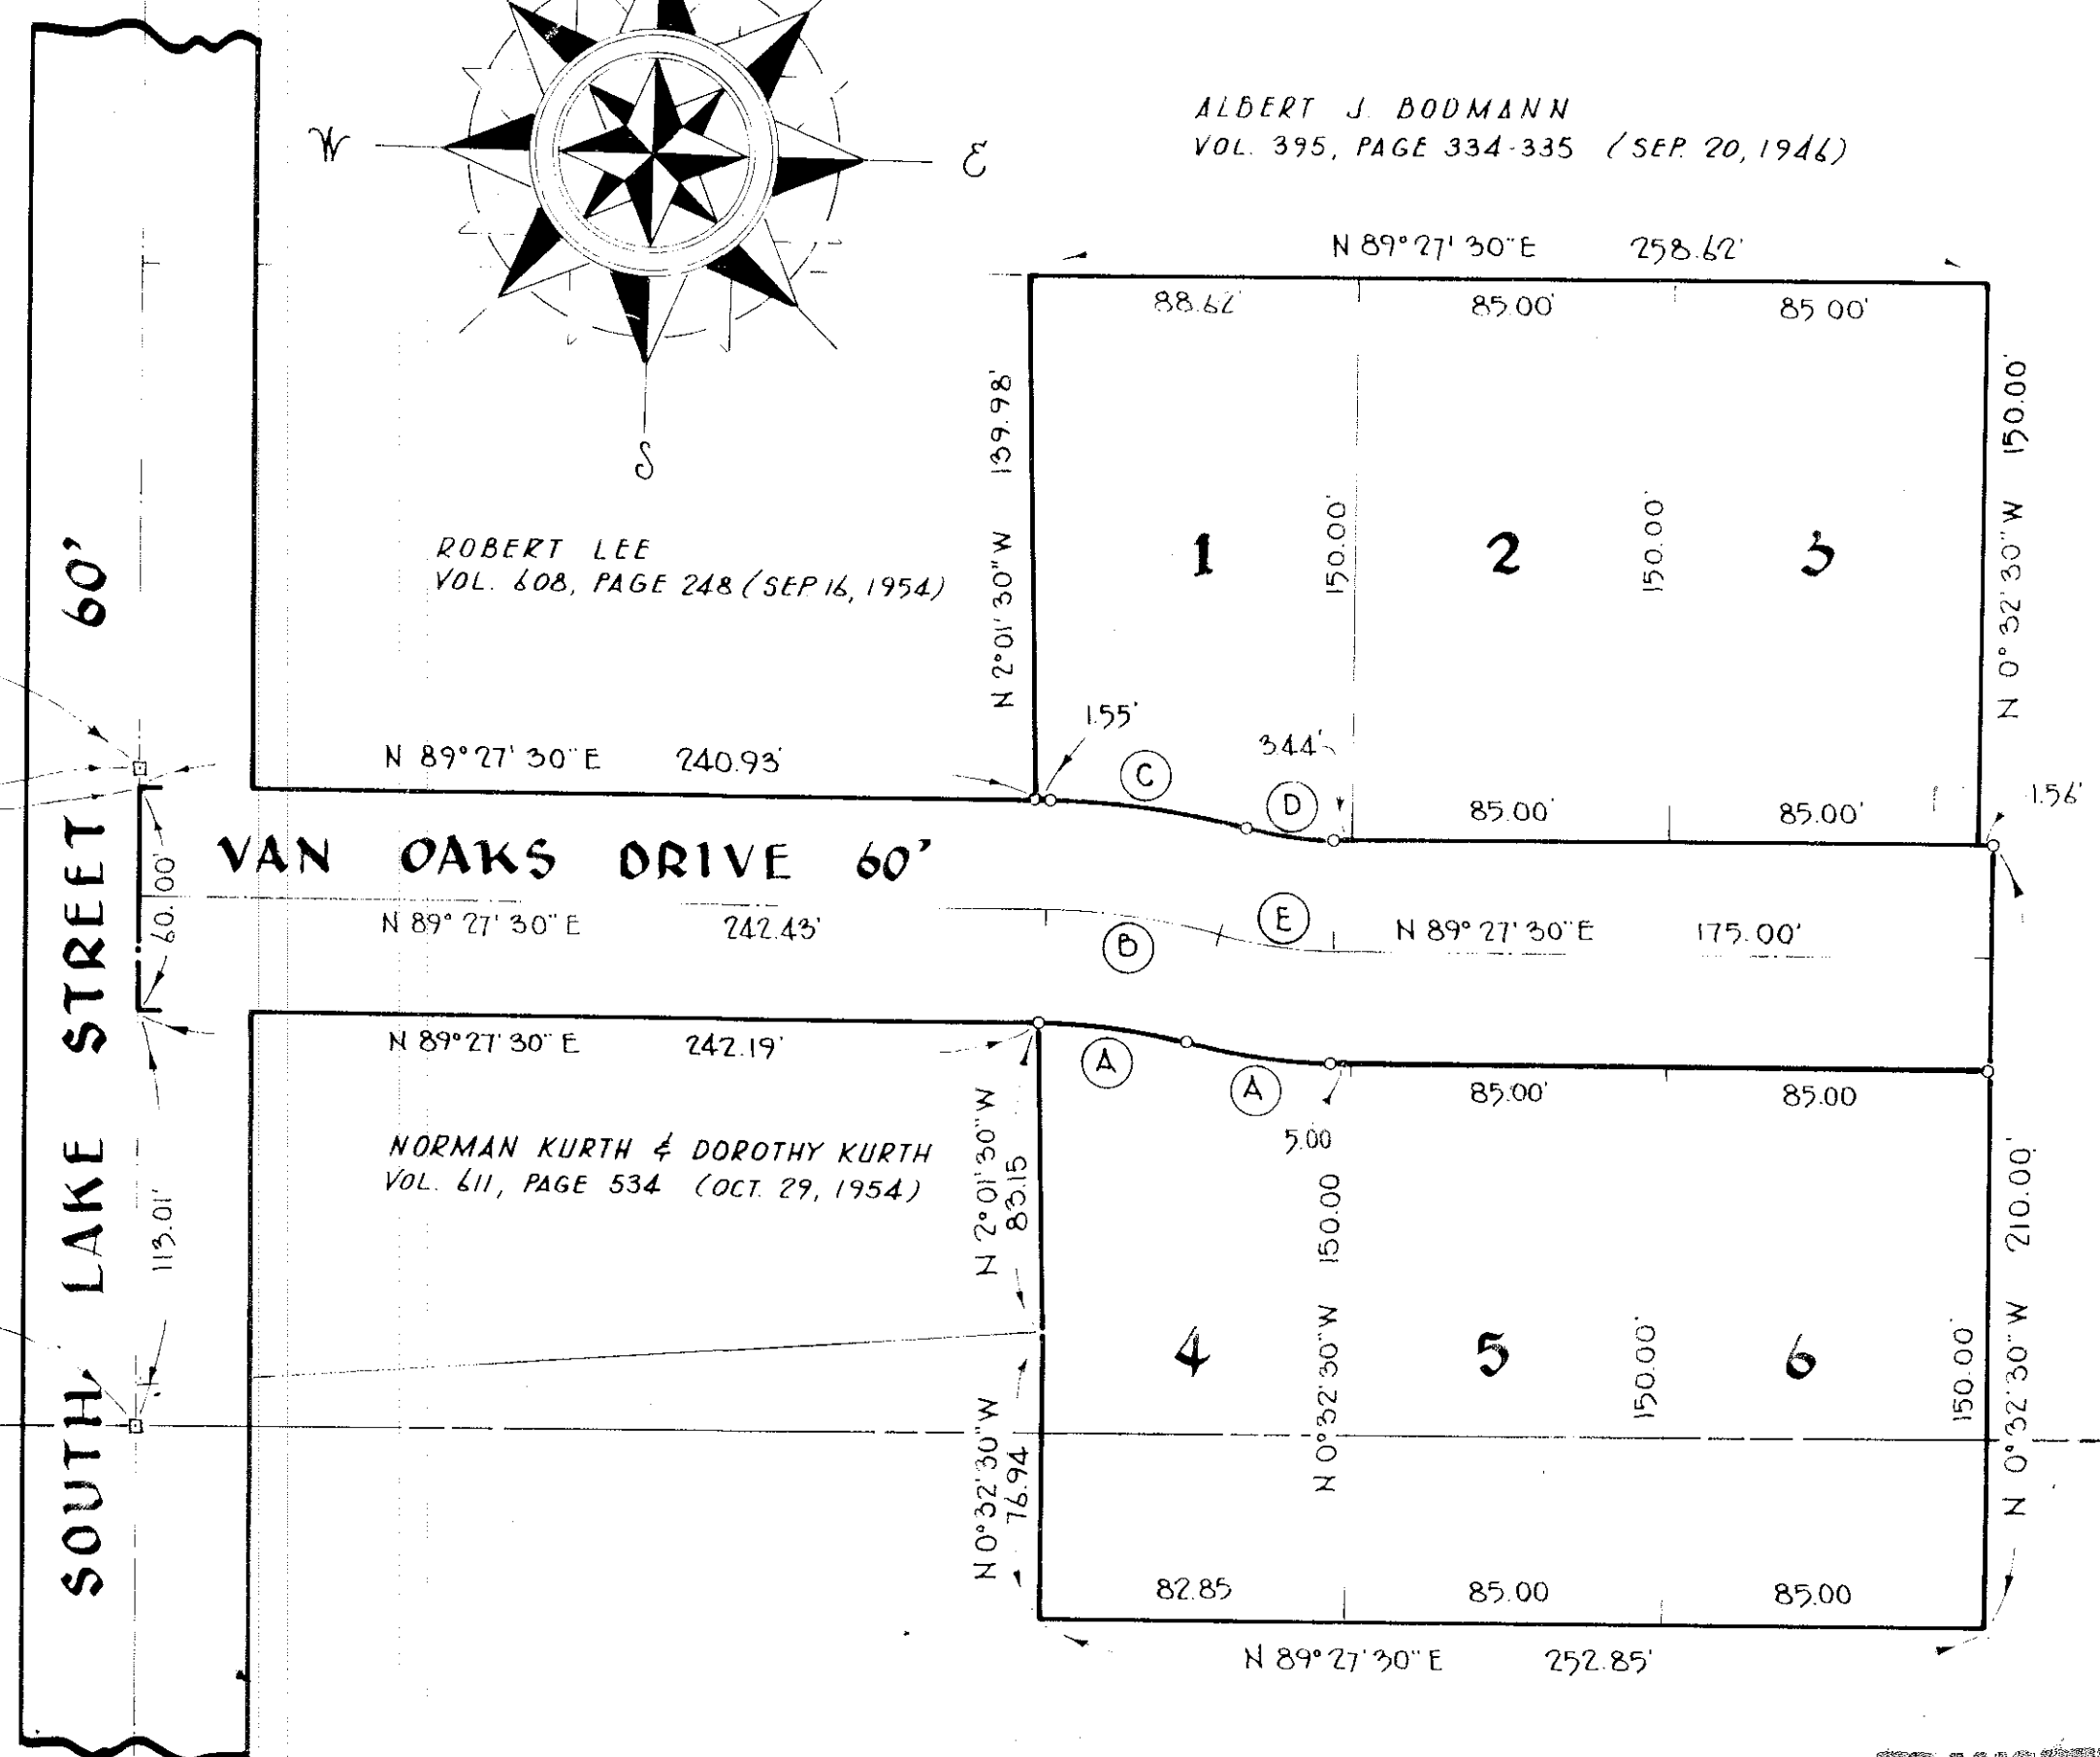 W
E
S
ALBERT J. BODMANN
VOL. 395, PAGE 334-335 (SEP. 20, 1946)
N 89° 27' 30" E 258.62'
88.62'
85.00'
85 00'
N 2° 01' 30" W 139.98'
150.00'
150.00'
N 0° 32' 30" W 150.00'
1
2
3
ROBERT LEE
VOL. 608, PAGE 248 (SEP 16, 1954)
SOUTH LAKE STREET 60'
N 89° 27' 30" E 240.93'
1.55'
C
3.44'
D
85.00'
85.00'
1.56'
VAN OAKS DRIVE 60'
60.00'
N 89° 27' 30" E 242.43'
B
E
N 89° 27' 30" E 175.00'
N 89° 27' 30" E 242.19'
A
A
5.00
85.00'
85.00
113.01'
NORMAN KURTH & DOROTHY KURTH
VOL. 611, PAGE 534 (OCT. 29, 1954)
N 2° 01' 30" W
83.15
N 0° 32' 30" W 150.00
150.00'
150.00'
N 0° 32' 30" W 210.00'
4
5
6
N 0° 32' 30" W
76.94
82.85
85.00
85.00
N 89° 27' 30" E 252.85'